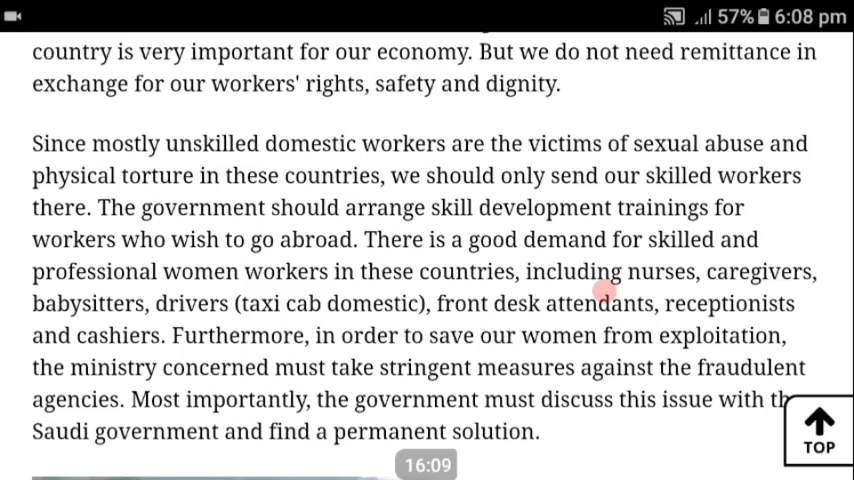 57% 6:08 pm
country is very important for our economy. But we do not need remittance in
exchange for our workers' rights, safety and dignity.
Since mostly unskilled domestic workers are the victims of sexual abuse and
physical torture in these countries, we should only send our skilled workers
there. The government should arrange skill development trainings for
workers who wish to go abroad. There is a good demand for skilled and
professional women workers in these countries, including nurses, caregivers,
babysitters, drivers (taxi cab domestic), front desk attendants, receptionists
and cashiers. Furthermore, in order to save our women from exploitation,
the ministry concerned must take stringent measures against the fraudulent
agencies. Most importantly, the government must discuss this issue with th
Saudi government and find a permanent solution.
TOP
16:09